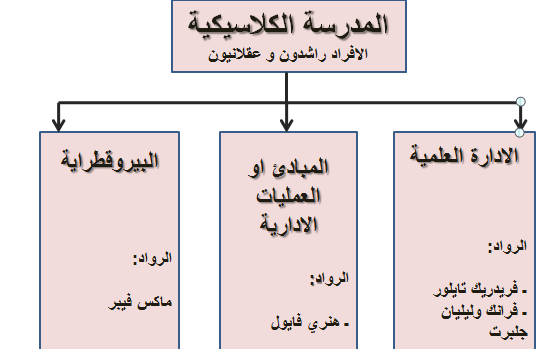 المدرسة الكلاسيكية
الافراد راشدون و عقلانيون
الادارة العلمية
الرواد:
- فريدريك تايلور
- فرانك وليليان
جلبرت
المبادئ او
العمليات
الادارية
الرواد:
- هنري فايول
البيروقطراية
الرواد:
ماكس فيبر